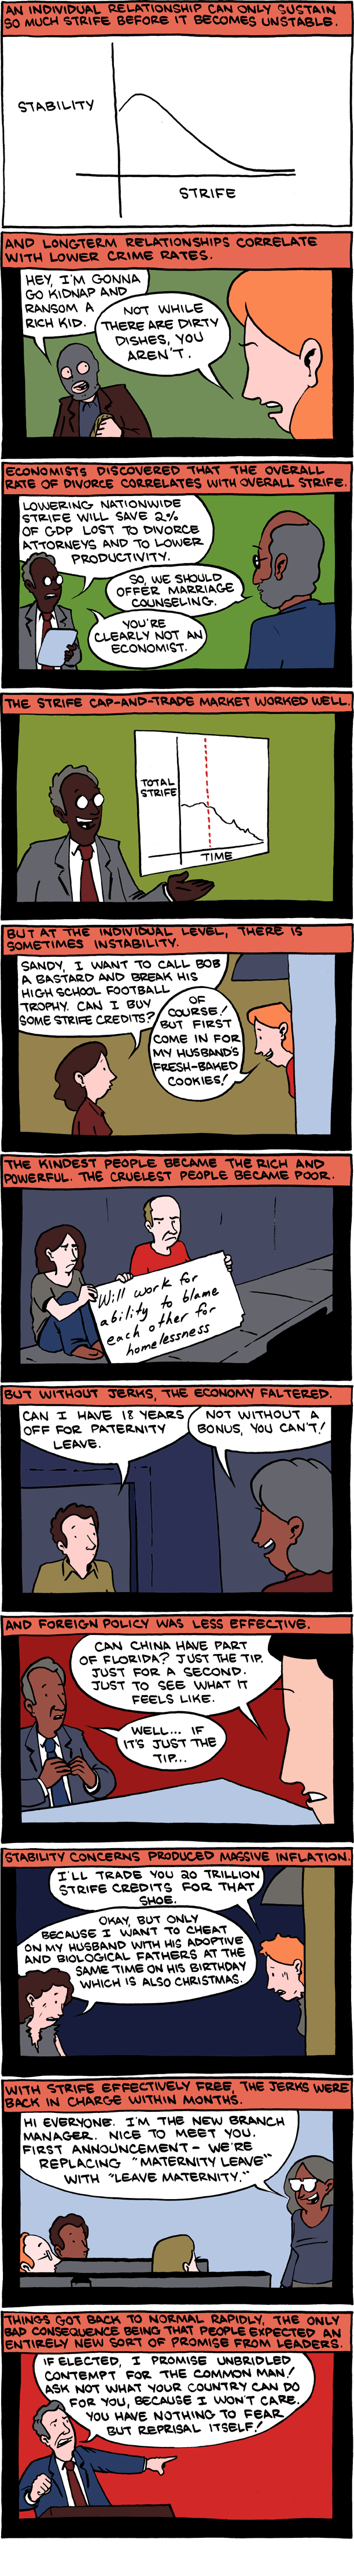 AN INDIVIDUAL RELATIONSHIP CAN ONLY SUSTAIN
SO MUCH STRIFE BEFORE IT BECOMES UNSTABLE.
STABILITY
STRIFE
AND LONGTERM RELATIONSHIPS CORRELATE
WITH LOWER CRIME RATES.
HEY, I'M GONNA
GO KIDNAP AND
RANSOM A
RICH KID.
NOT WHILE
THERE ARE DIRTY
DISHES, YOU
AREN'T.
ECONOMISTS DISCOVERED THAT THE OVERALL
RATE OF DIVORCE CORRELATES WITH OVERALL STRIFE.
LOWERING NATIONWIDE
STRIFE WILL SAVE 2%
OF GDP LOST TO DIVORCE
ATTORNEYS AND TO LOWER
PRODUCTIVITY.
SO, WE SHOULD
OFFER MARRIAGE
COUNSELING.
YOU'RE
CLEARLY NOT AN
ECONOMIST.
THE STRIFE CAP-AND-TRADE MARKET WORKED WELL.
TOTAL
STRIFE
TIME
BUT AT THE INDIVIDUAL LEVEL, THERE IS
SOMETIMES INSTABILITY.
SANDY, I WANT TO CALL BOB
A BASTARD AND BREAK HIS
HIGH SCHOOL FOOTBALL
TROPHY. CAN I BUY
SOME STRIFE CREDITS?
OF
COURSE!
BUT FIRST
COME IN FOR
MY HUSBAND'S
FRESH-BAKED
COOKIES!
THE KINDEST PEOPLE BECAME THE RICH AND
POWERFUL. THE CRUELEST PEOPLE BECAME POOR.
Will work for
ability to blame
each other for
homelessness
BUT WITHOUT JERKS, THE ECONOMY FALTERED.
CAN I HAVE 18 YEARS
OFF FOR PATERNITY
LEAVE.
NOT WITHOUT A
BONUS, YOU CAN'T!
AND FOREIGN POLICY WAS LESS EFFECTIVE.
CAN CHINA HAVE PART
OF FLORIDA? JUST THE TIP.
JUST FOR A SECOND.
JUST TO SEE WHAT IT
FEELS LIKE.
WELL... IF
IT'S JUST THE
TIP...
STABILITY CONCERNS PRODUCED MASSIVE INFLATION.
I'LL TRADE YOU 20 TRILLION
STRIFE CREDITS FOR THAT
SHOE.
OKAY, BUT ONLY
BECAUSE I WANT TO CHEAT
ON MY HUSBAND WITH HIS ADOPTIVE
AND BIOLOGICAL FATHERS AT THE
SAME TIME ON HIS BIRTHDAY
WHICH IS ALSO CHRISTMAS.
WITH STRIFE EFFECTIVELY FREE, THE JERKS WERE
BACK IN CHARGE WITHIN MONTHS.
HI EVERYONE. I'M THE NEW BRANCH
MANAGER. NICE TO MEET YOU.
FIRST ANNOUNCEMENT - WE'RE
REPLACING "MATERNITY LEAVE"
WITH "LEAVE MATERNITY."
THINGS GOT BACK TO NORMAL RAPIDLY, THE ONLY
BAD CONSEQUENCE BEING THAT PEOPLE EXPECTED AN
ENTIRELY NEW SORT OF PROMISE FROM LEADERS.
IF ELECTED, I PROMISE UNBRIDLED
CONTEMPT FOR THE COMMON MAN!
ASK NOT WHAT YOUR COUNTRY CAN DO
FOR YOU, BECAUSE I WON'T CARE.
YOU HAVE NOTHING TO FEAR
BUT REPRISAL ITSELF!